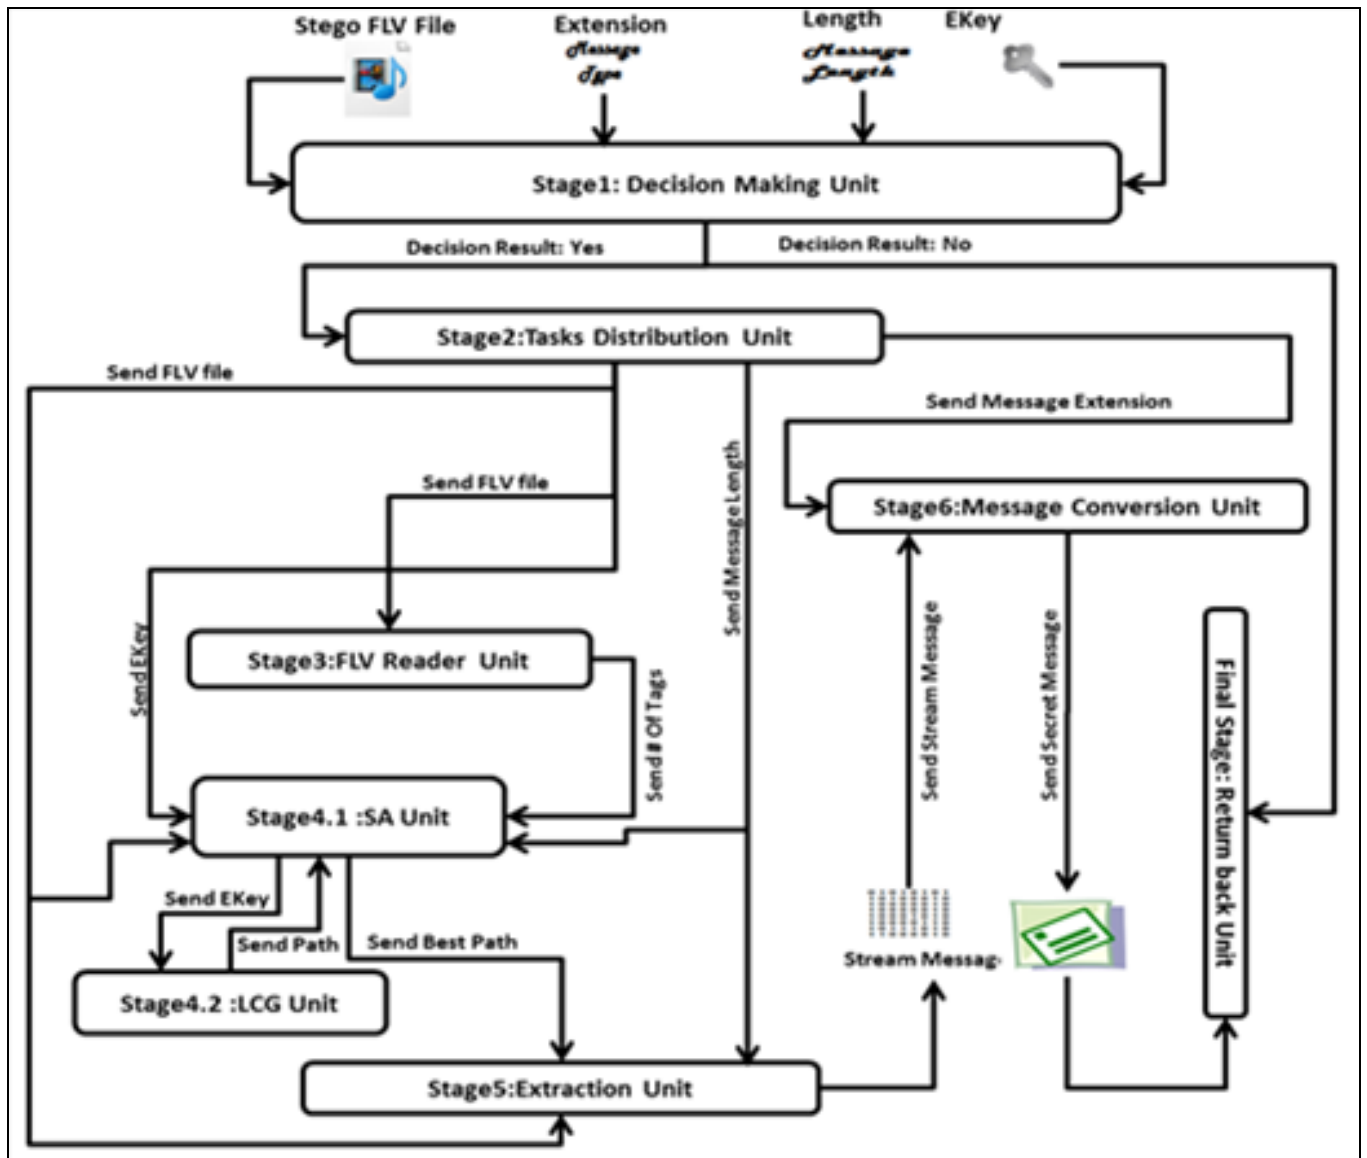 Stego FLV File
Extension
Length
EKey
Message
Type
Message
Length
Stage1: Decision Making Unit
Decision Result: Yes
Decision Result: No
Stage2:Tasks Distribution Unit
Send FLV file
Send Message Extension
Send FLV file
Send Message Length
Stage6:Message Conversion Unit
Send EKey
Stage3:FLV Reader Unit
Send # Of Tags
Send Stream Message
Send Secret Message
Final Stage: Return back Unit
Stage4.1 :SA Unit
Send EKey
Send Path
Send Best Path
Stream Messag
Stage4.2 :LCG Unit
Stage5:Extraction Unit